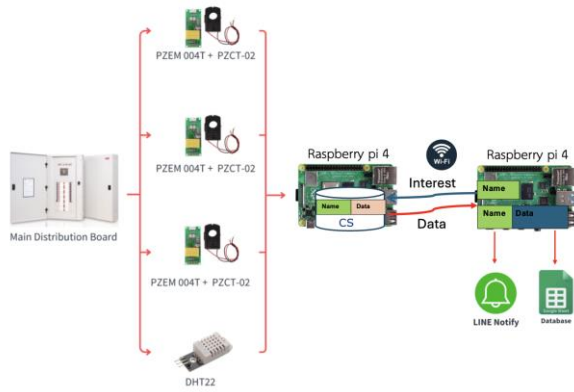 PZEM 004T + PZCT-02
PZEM 004T + PZCT-02
Main Distribution Board
PZEM 004T + PZCT-02
DHT22
Raspberry pi 4
Wi-Fi
Raspberry pi 4
Interest
Name
Name Data
CS
Data
Name Data
LINE Notify
Database